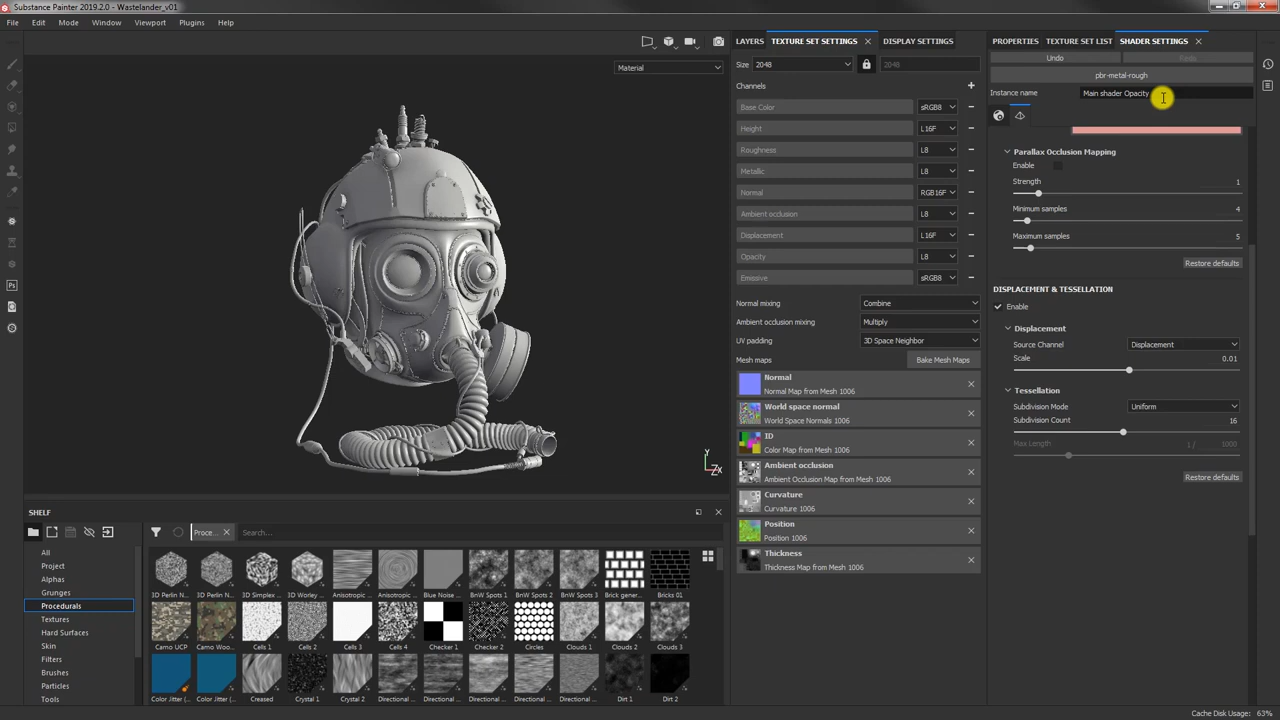 Substance Painter 2019.2.0 - Wastelander_v01
File Edit Mode Window Viewport Plugins Help
Material
Y
ZX
LAYERS TEXTURE SET SETTINGS DISPLAY SETTINGS
Size 2048 2048
Channels
Base Color sRGB8
Height L16F
Roughness L8
Metallic L8
Normal RGB16F
Ambient occlusion L8
Displacement L16F
Opacity L8
Emissive sRGB8
Normal mixing Combine
Ambient occlusion mixing Multiply
UV padding 3D Space Neighbor
Mesh maps Bake Mesh Maps
Normal
Normal Map from Mesh 1006
World space normal
World Space Normals 1006
ID
Color Map from Mesh 1006
Ambient occlusion
Ambient Occlusion Map from Mesh 1006
Curvature
Curvature 1006
Position
Position 1006
Thickness
Thickness Map from Mesh 1006
PROPERTIES TEXTURE SET LIST SHADER SETTINGS
Undo
pbr-metal-rough
Instance name Main shader Opacity
Parallax Occlusion Mapping
Enable
Strength 1
Minimum samples 4
Maximum samples 5
Restore defaults
DISPLACEMENT & TESSELLATION
Enable
Displacement
Source Channel Displacement
Scale 0.01
Tessellation
Subdivision Mode Uniform
Subdivision Count 16
Max Length 1 / 1000
Restore defaults
SHELF
Proce... Search...
All
Project
Alphas
Grunges
Procedurals
Textures
Hard Surfaces
Skin
Filters
Brushes
Particles
Tools
3D Perlin N... 3D Perlin N... 3D Simplex ... 3D Worley ... Anisotropic ... Anisotropic ... Blue Noise ... BnW Spots 1 BnW Spots 2 BnW Spots 3 Brick gener... Bricks 01
Camo UCP Camo Woo... Cells 1 Cells 2 Cells 3 Cells 4 Checker 1 Checker 2 Circles Clouds 1 Clouds 2 Clouds 3
Color Jitter (... Color Jitter (... Creased Crystal 1 Crystal 2 Directional ... Directional ... Directional ... Directional ... Directional ... Dirt 1 Dirt 2
Cache Disk Usage: 63%